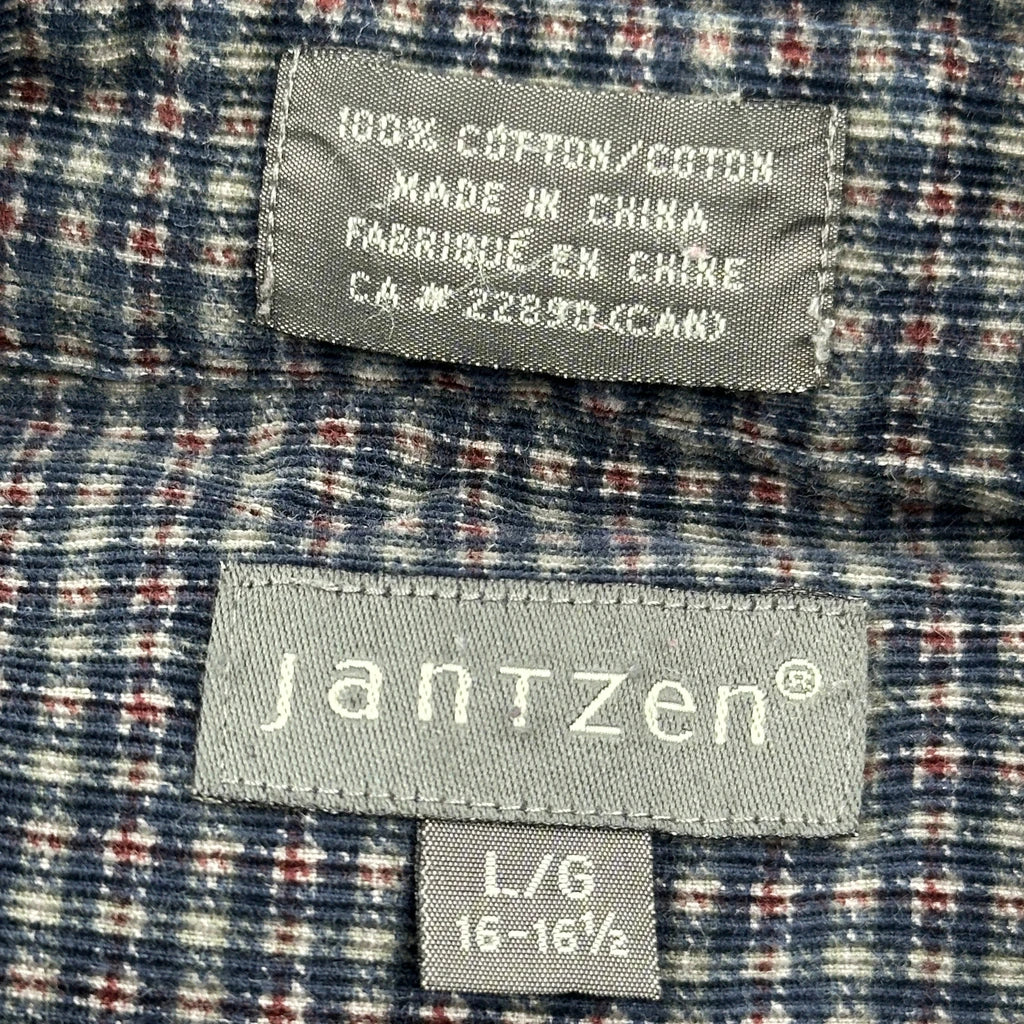 100% COTTON/COTON
MADE IN CHINA
FABRIQUÉ EN CHINE
CA # 22890 (CAN)
JanTzen®
L/G
16-16½